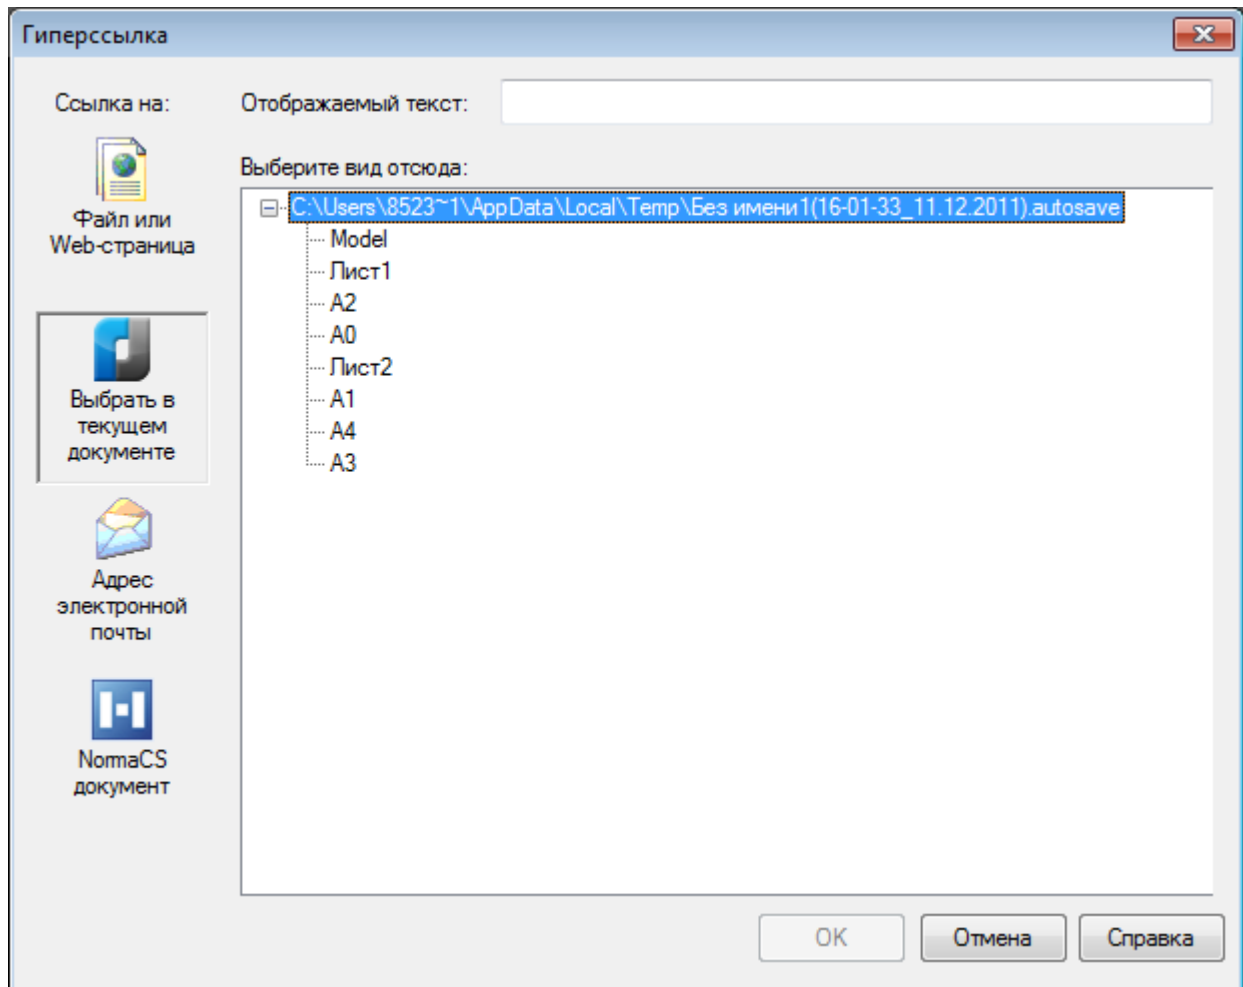 Гиперссылка
Ссылка на:
Отображаемый текст:
Файл или
Web-страница
Выбрать в
текущем
документе
Адрес
электронной
почты
NormaCS
документ
Выберите вид отсюда:
C:\Users\8523~1\AppData\Local\Temp\Без имени1(16-01-33_11.12.2011).autosave
Model
Лист1
A2
A0
Лист2
A1
A4
A3
OK
Отмена
Справка